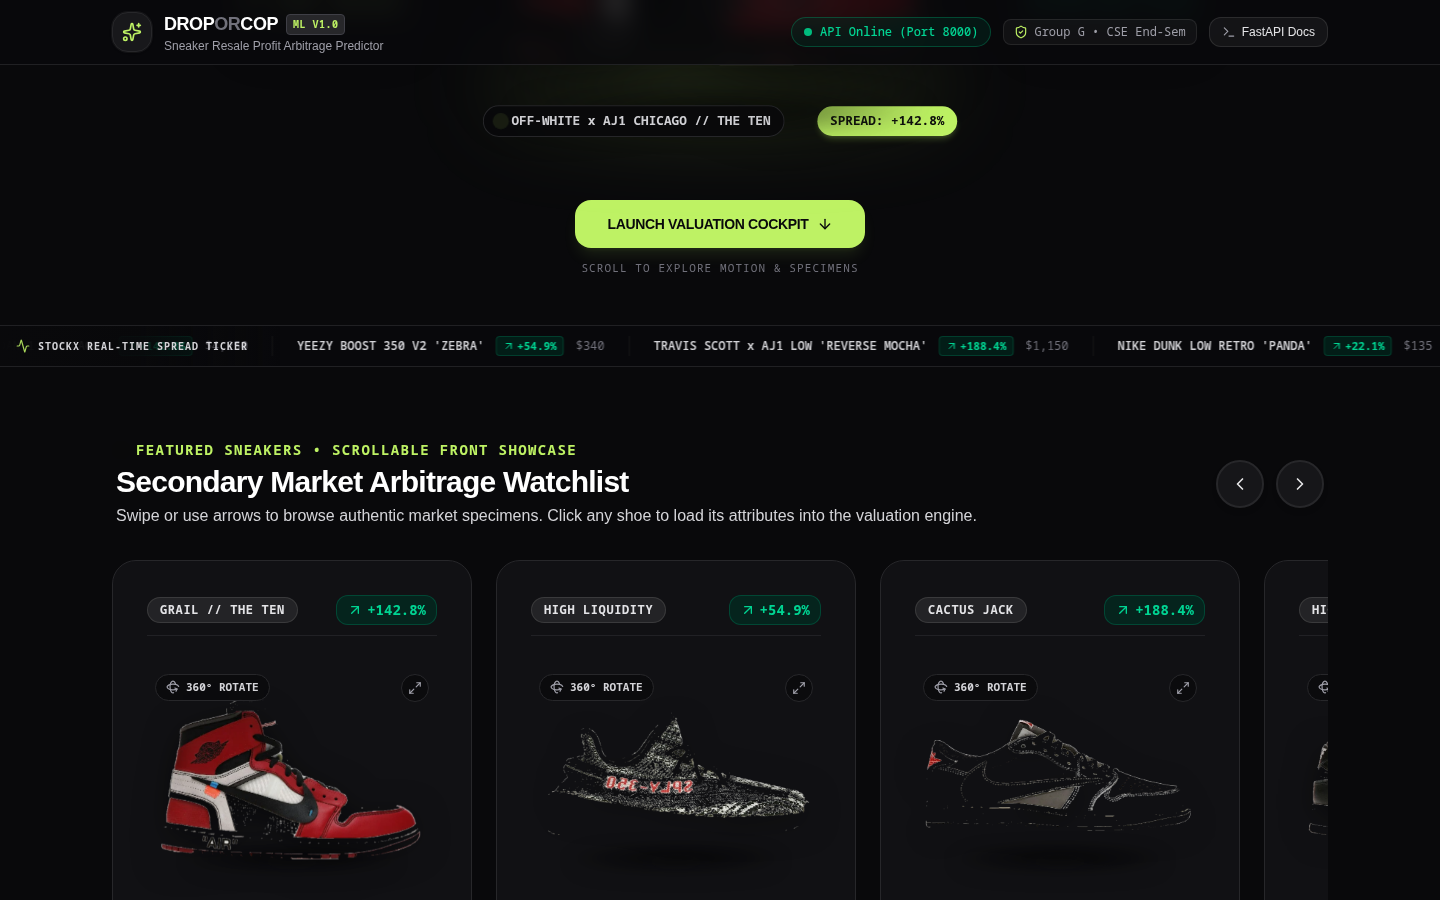 DROPORCOP ML V1.0
Sneaker Resale Profit Arbitrage Predictor
API Online (Port 8000)
Group G • CSE End-Sem
FastAPI Docs
OFF-WHITE x AJ1 CHICAGO // THE TEN
SPREAD: +142.8%
LAUNCH VALUATION COCKPIT
SCROLL TO EXPLORE MOTION & SPECIMENS
STOCKX REAL-TIME SPREAD TICKER
YEEZY BOOST 350 V2 'ZEBRA' +54.9% $340
TRAVIS SCOTT x AJ1 LOW 'REVERSE MOCHA' +188.4% $1,150
NIKE DUNK LOW RETRO 'PANDA' +22.1% $135
FEATURED SNEAKERS • SCROLLABLE FRONT SHOWCASE
Secondary Market Arbitrage Watchlist
Swipe or use arrows to browse authentic market specimens. Click any shoe to load its attributes into the valuation engine.
GRAIL // THE TEN +142.8%
HIGH LIQUIDITY +54.9%
CACTUS JACK +188.4%
HI
360° ROTATE
360° ROTATE
360° ROTATE
"AIR"